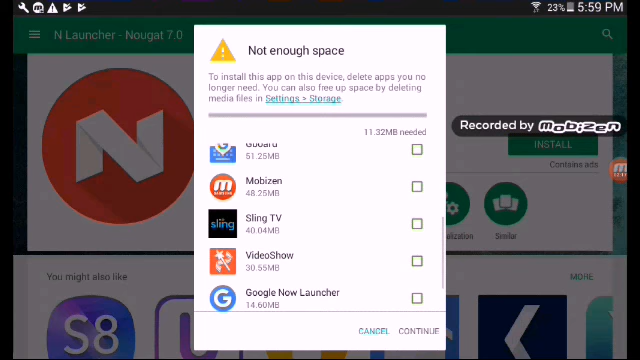 23% 5:59 PM
N Launcher - Nougat 7.0
Not enough space
To install this app on this device, delete apps you no
longer need. You can also free up space by deleting
media files in Settings > Storage.
11.32MB needed
Recorded by mobizen
INSTALL
Contains ads
Gboard
51.25MB
Mobizen
48.25MB
sling
Sling TV
40.04MB
VideoShow
30.55MB
Google Now Launcher
14.60MB
Similar
You might also like
MORE
S8
CANCEL CONTINUE